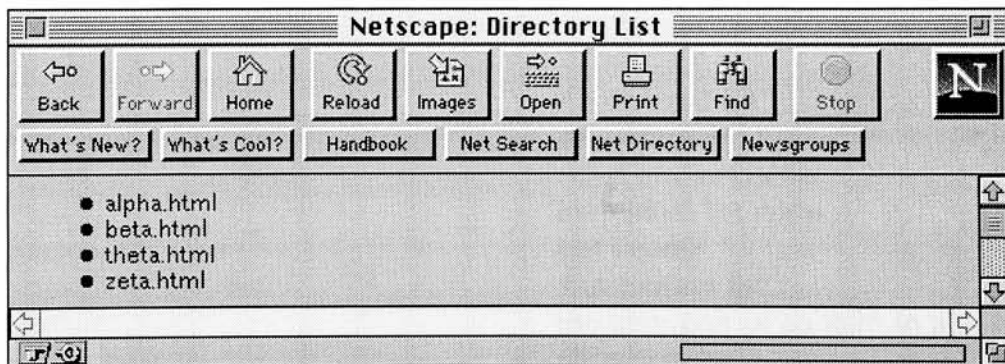 Netscape: Directory List
Back Forward Home Reload Images Open Print Find Stop
N
What's New? What's Cool? Handbook Net Search Net Directory Newsgroups
• alpha.html
• beta.html
• theta.html
• zeta.html